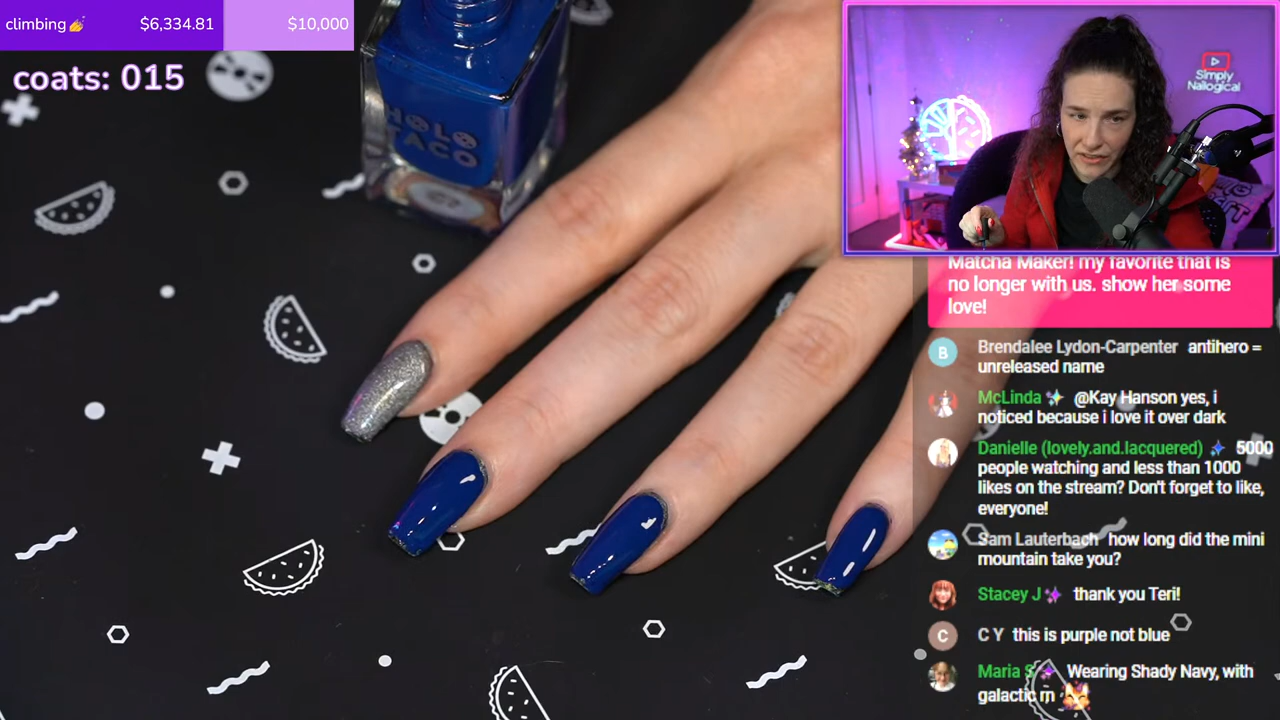 climbing💅 $6,334.81 $10,000
coats: 015
HOLO
TACO
Simply
Nailogical
Matcha Maker! my favorite that is
no longer with us. show her some
love!
B Brendalee Lydon-Carpenter antihero =
unreleased name
McLinda @Kay Hanson yes, i
noticed because i love it over dark
Danielle (lovely.and.lacquered) 5000
people watching and less than 1000
likes on the stream? Don't forget to like,
everyone!
Sam Lauterbach how long did the mini
mountain take you?
Stacey J thank you Teri!
C C Y this is purple not blue
Maria S Wearing Shady Navy, with
galactic m